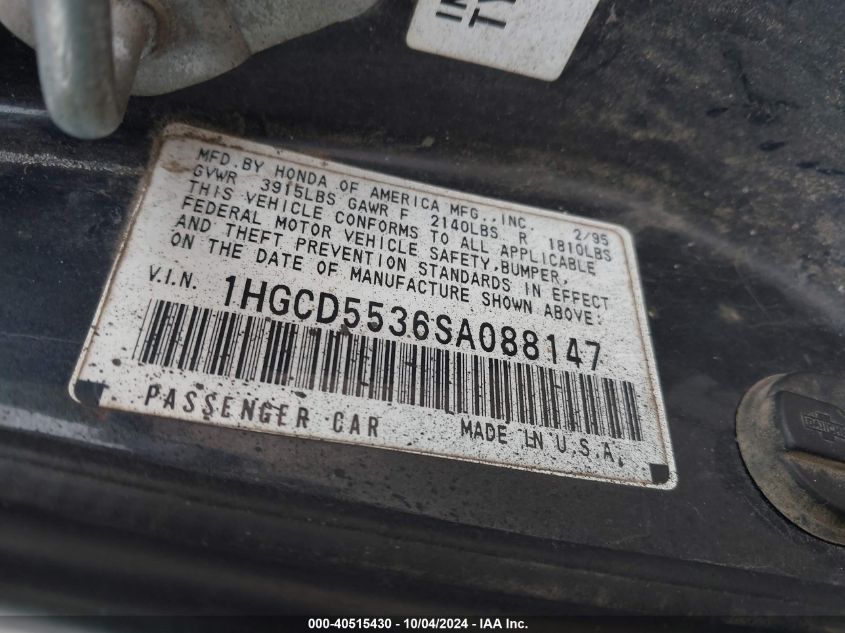 IN
TY
MFD.BY HONDA OF AMERICA MFG.,INC. 2/95
GVWR 3915LBS GAWR F 2140LBS R 1810LBS
THIS VEHICLE CONFORMS TO ALL APPLICABLE
FEDERAL MOTOR VEHICLE SAFETY,BUMPER,
AND THEFT PREVENTION STANDARDS IN EFFECT
ON THE DATE OF MANUFACTURE SHOWN ABOVE:
V.I.N. 1HGCD5536SA088147
PASSENGER CAR MADE IN U.S.A.
000-40515430 - 10/04/2024 - IAA Inc.